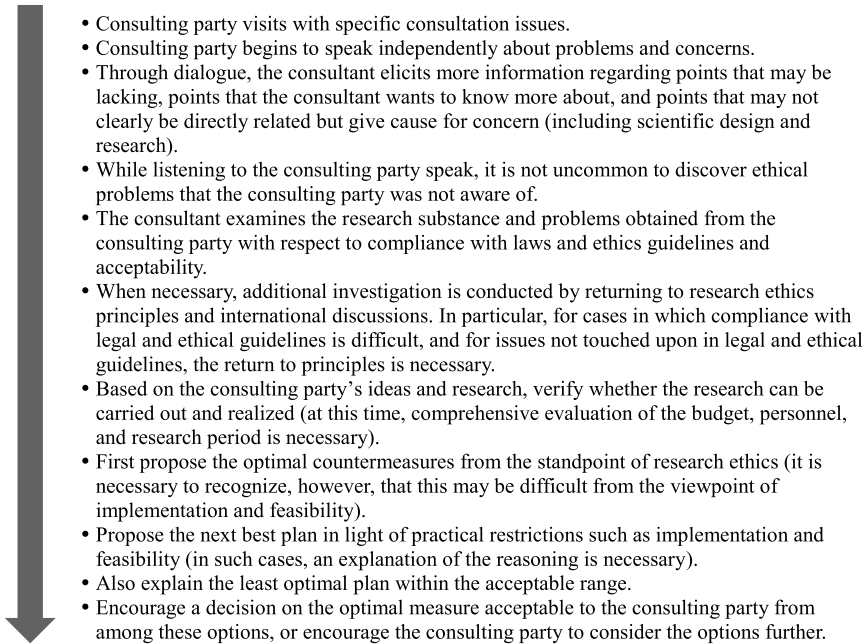 • Consulting party visits with specific consultation issues.
• Consulting party begins to speak independently about problems and concerns.
• Through dialogue, the consultant elicits more information regarding points that may be
lacking, points that the consultant wants to know more about, and points that may not
clearly be directly related but give cause for concern (including scientific design and
research).
• While listening to the consulting party speak, it is not uncommon to discover ethical
problems that the consulting party was not aware of.
• The consultant examines the research substance and problems obtained from the
consulting party with respect to compliance with laws and ethics guidelines and
acceptability.
• When necessary, additional investigation is conducted by returning to research ethics
principles and international discussions. In particular, for cases in which compliance with
legal and ethical guidelines is difficult, and for issues not touched upon in legal and ethical
guidelines, the return to principles is necessary.
• Based on the consulting party’s ideas and research, verify whether the research can be
carried out and realized (at this time, comprehensive evaluation of the budget, personnel,
and research period is necessary).
• First propose the optimal countermeasures from the standpoint of research ethics (it is
necessary to recognize, however, that this may be difficult from the viewpoint of
implementation and feasibility).
• Propose the next best plan in light of practical restrictions such as implementation and
feasibility (in such cases, an explanation of the reasoning is necessary).
• Also explain the least optimal plan within the acceptable range.
• Encourage a decision on the optimal measure acceptable to the consulting party from
among these options, or encourage the consulting party to consider the options further.